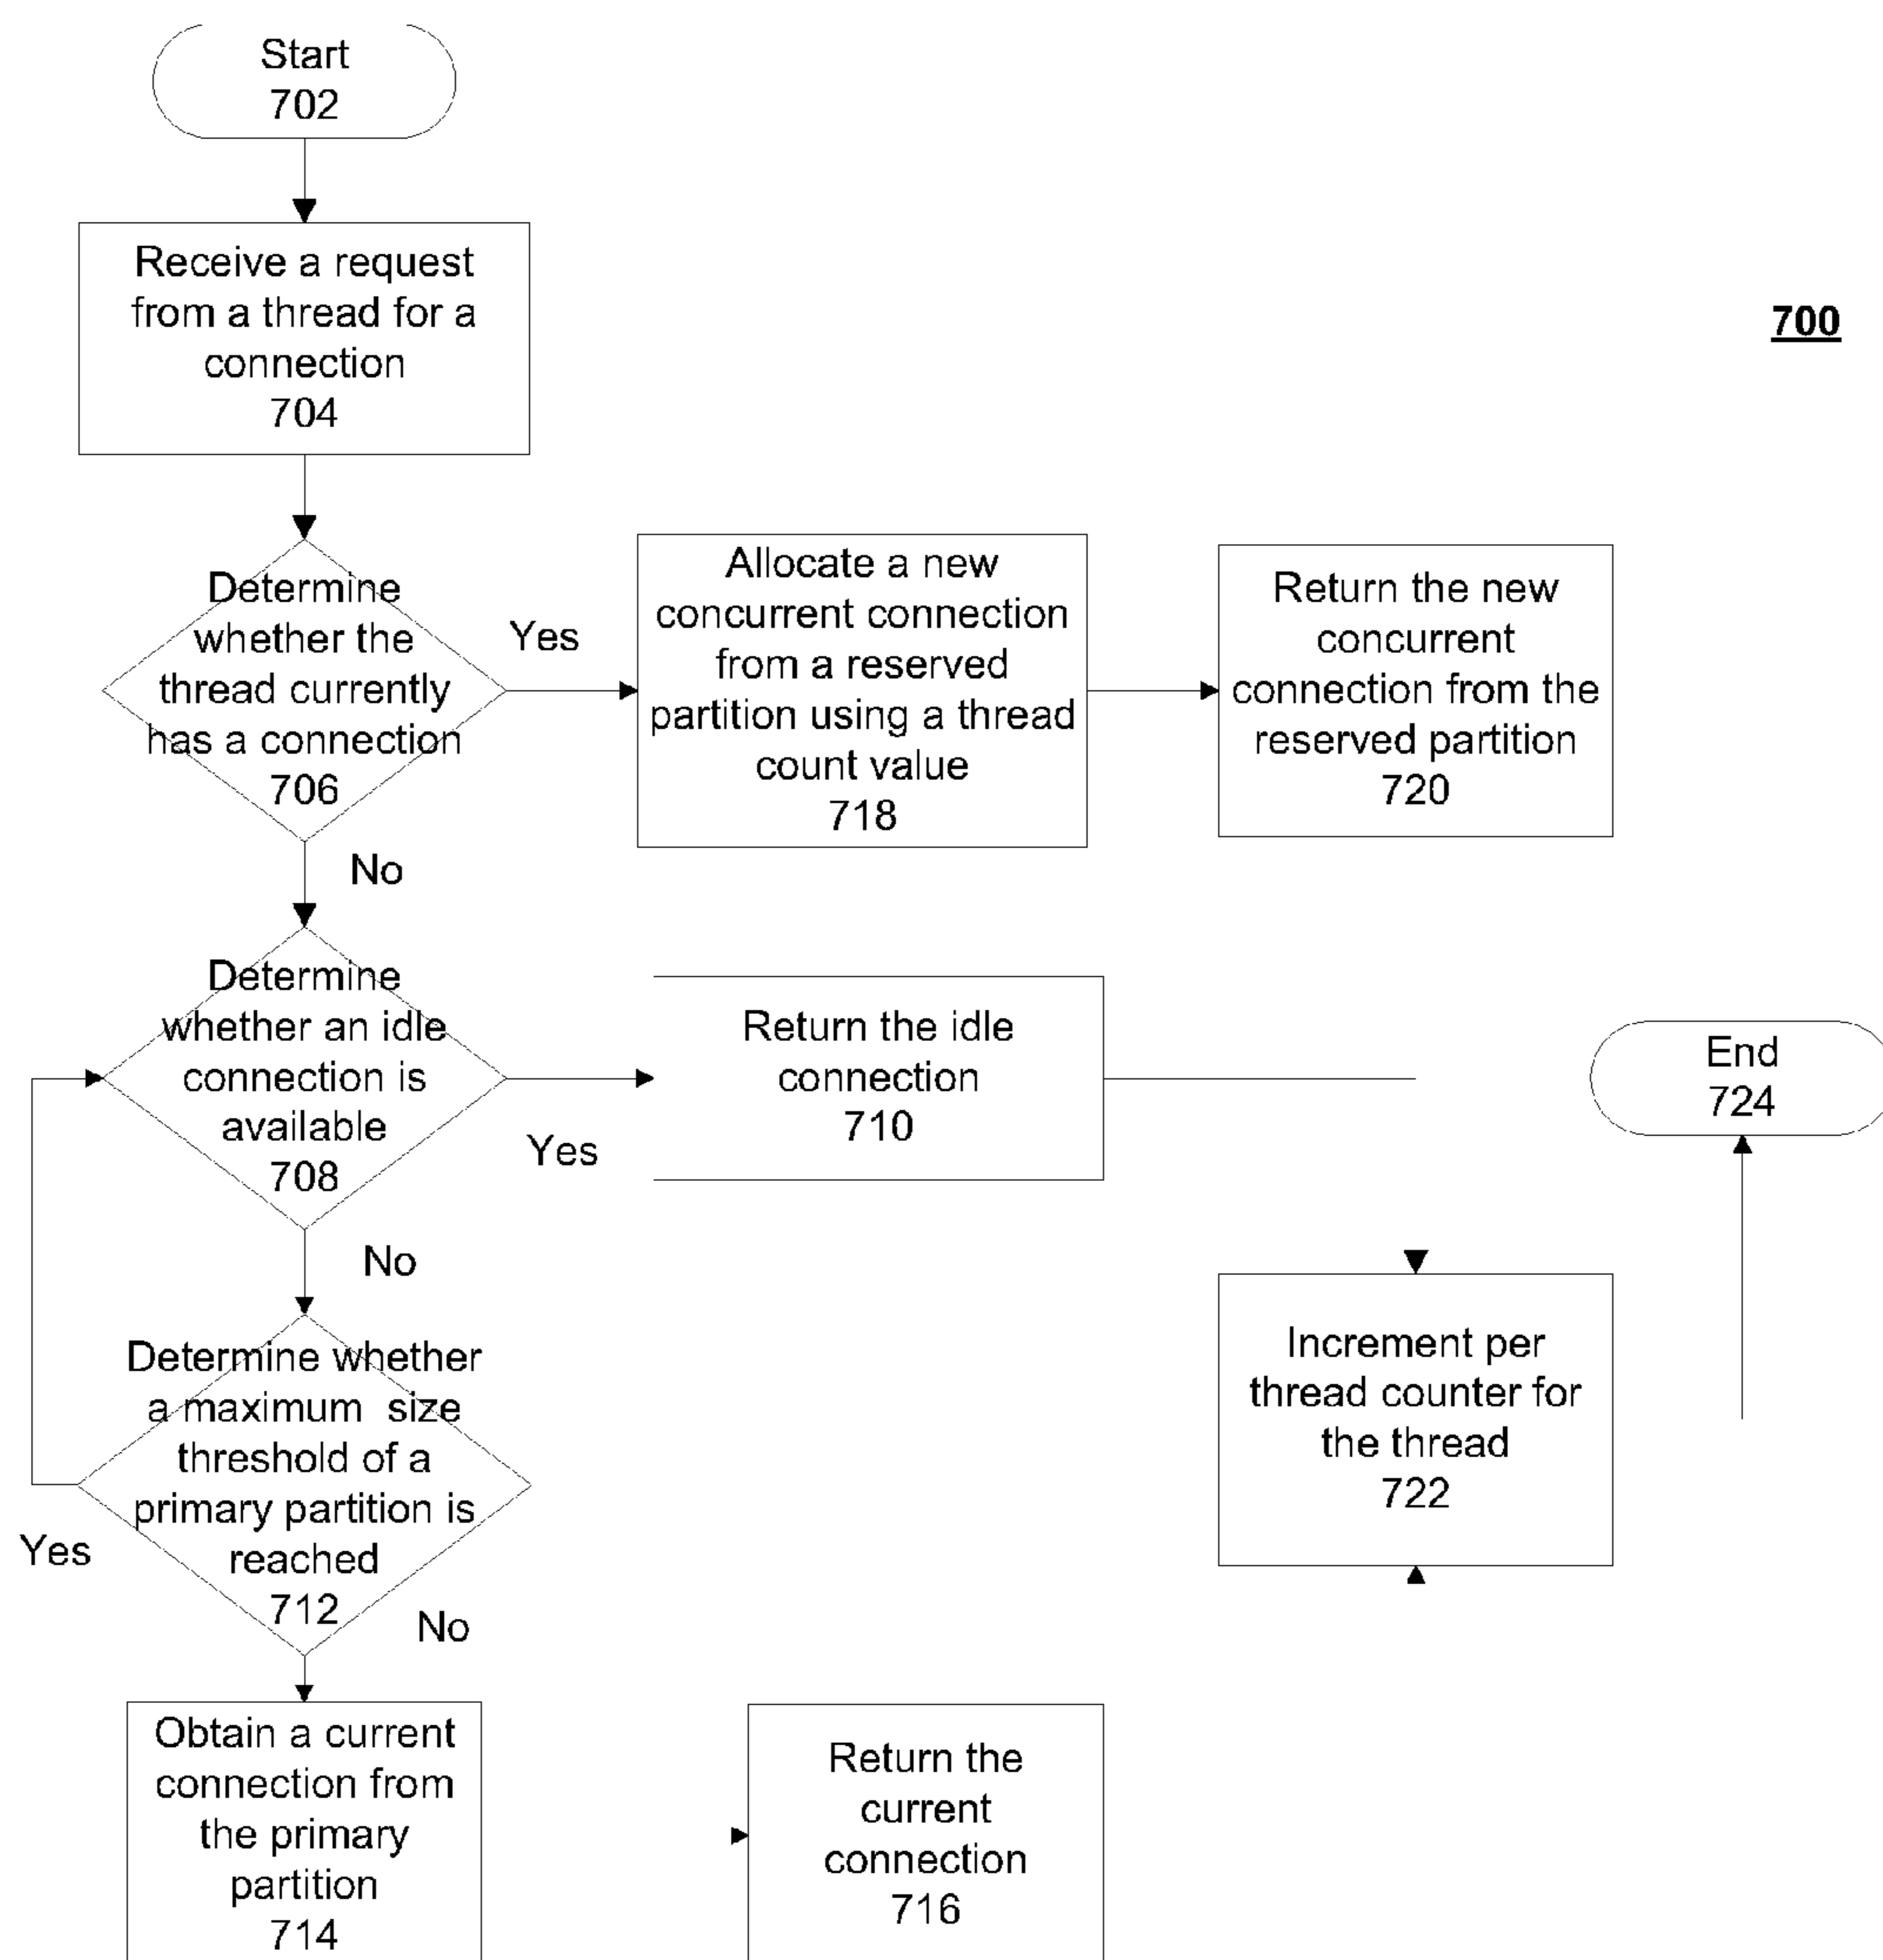 Start
702
Receive a request
from a thread for a
connection
704
700
Determine
whether the
thread currently
has a connection
706
Yes
No
Allocate a new
concurrent connection
from a reserved
partition using a thread
count value
718
Return the new
concurrent
connection from the
reserved partition
720
Determine
whether an idle
connection is
available
708
Yes
No
Return the idle
connection
710
End
724
Determine whether
a maximum size
threshold of a
primary partition is
reached
712
Yes
No
Increment per
thread counter for
the thread
722
Obtain a current
connection from
the primary
partition
714
Return the
current
connection
716